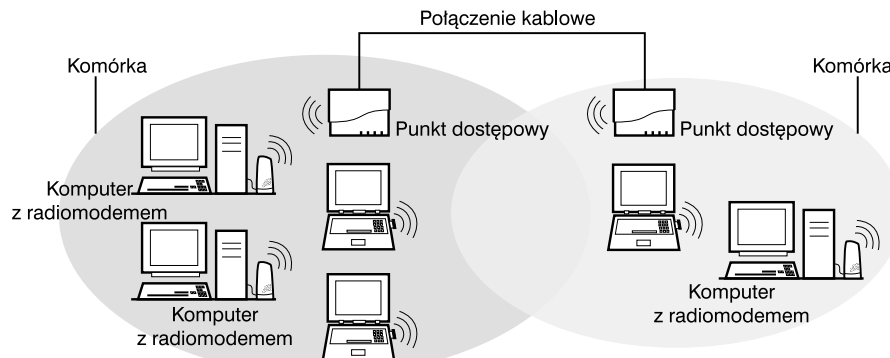 Połączenie kablowe
Komórka
Komórka
Punkt dostępowy
Punkt dostępowy
Komputer
z radiomodemem
Komputer
z radiomodemem
Komputer
z radiomodemem